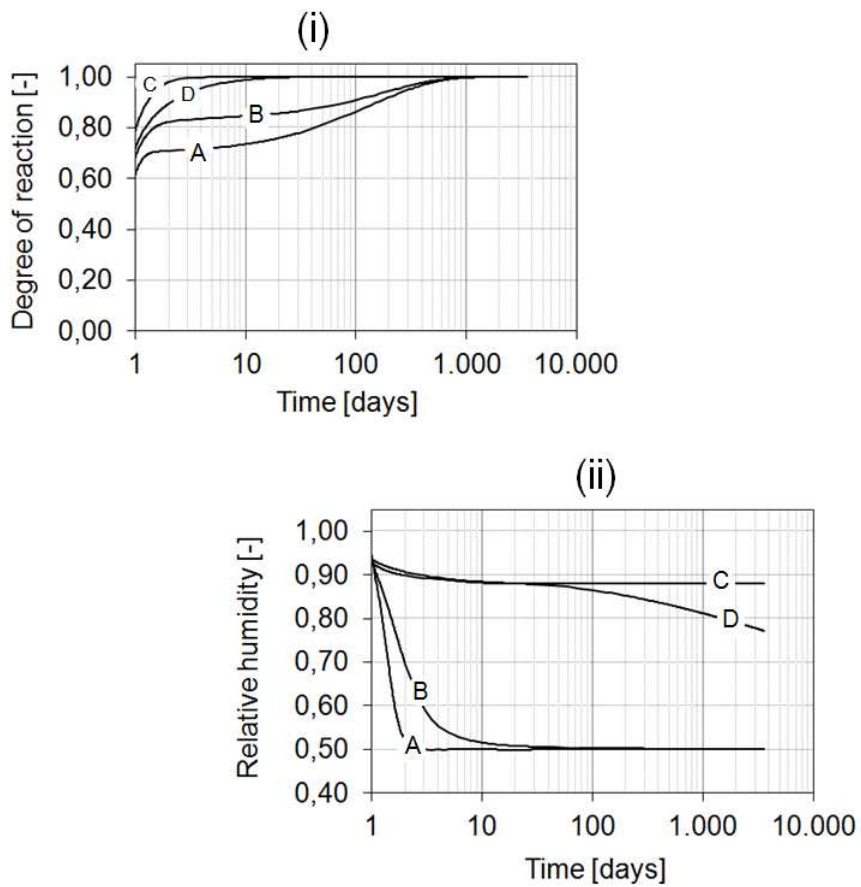 (i)
Degree of reaction [-]
1,00
0,80
0,60
0,40
0,20
0,00
C
D
B
A
1 10 100 1.000 10.000
Time [days]
(ii)
Relative humidity [-]
1,00
0,90
0,80
0,70
0,60
0,50
0,40
C
D
B
A
1 10 100 1.000 10.000
Time [days]